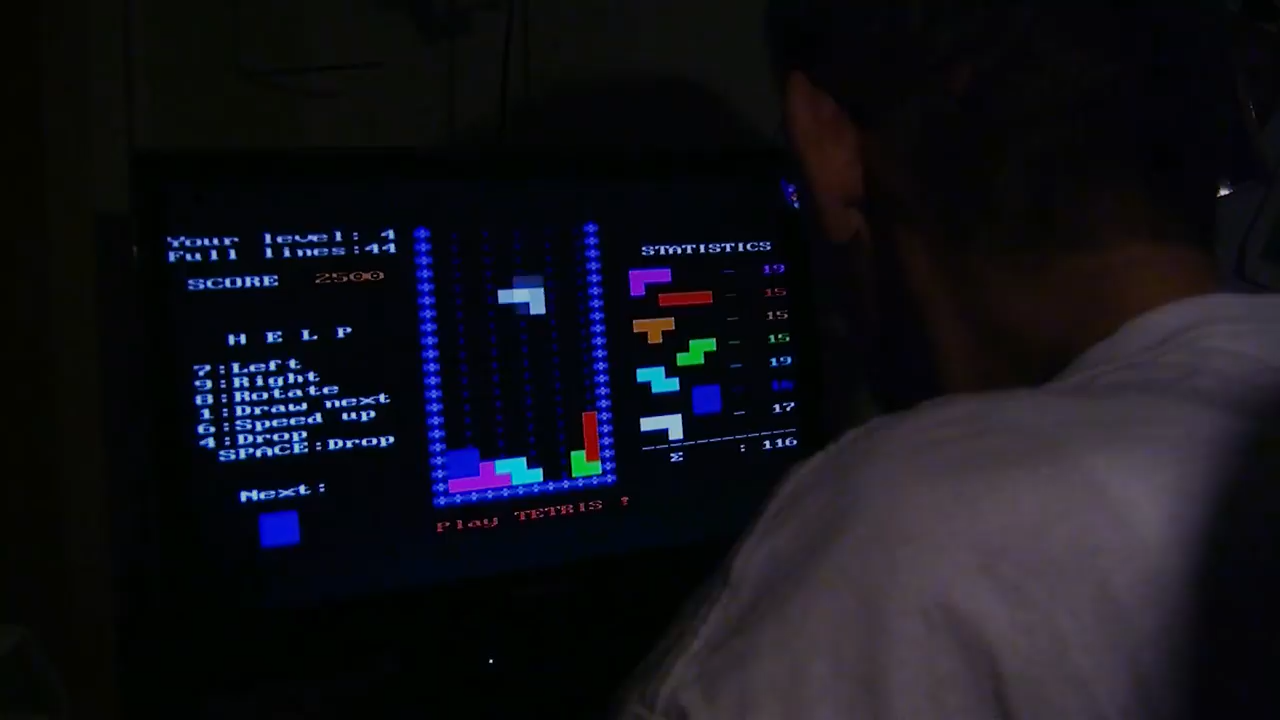 Your level: 4
Full lines:44
SCORE 2500
H E L P
7:Left
9:Right
8:Rotate
1:Draw next
6:Speed up
4:Drop
SPACE:Drop
Next:
STATISTICS
- 19
- 15
- 15
- 15
- 19
- 16
- 17
Σ : 116
Play TETRIS !